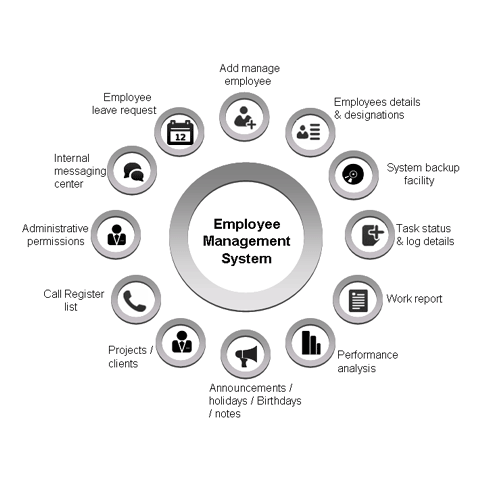 Add manage
employee
Employees details
& designations
System backup
facility
Task status
& log details
Work report
Performance
analysis
Announcements /
holidays / Birthdays
/ notes
Projects /
clients
Call Register
list
Administrative
permissions
Internal
messaging
center
Employee
leave request
12
Employee
Management
System